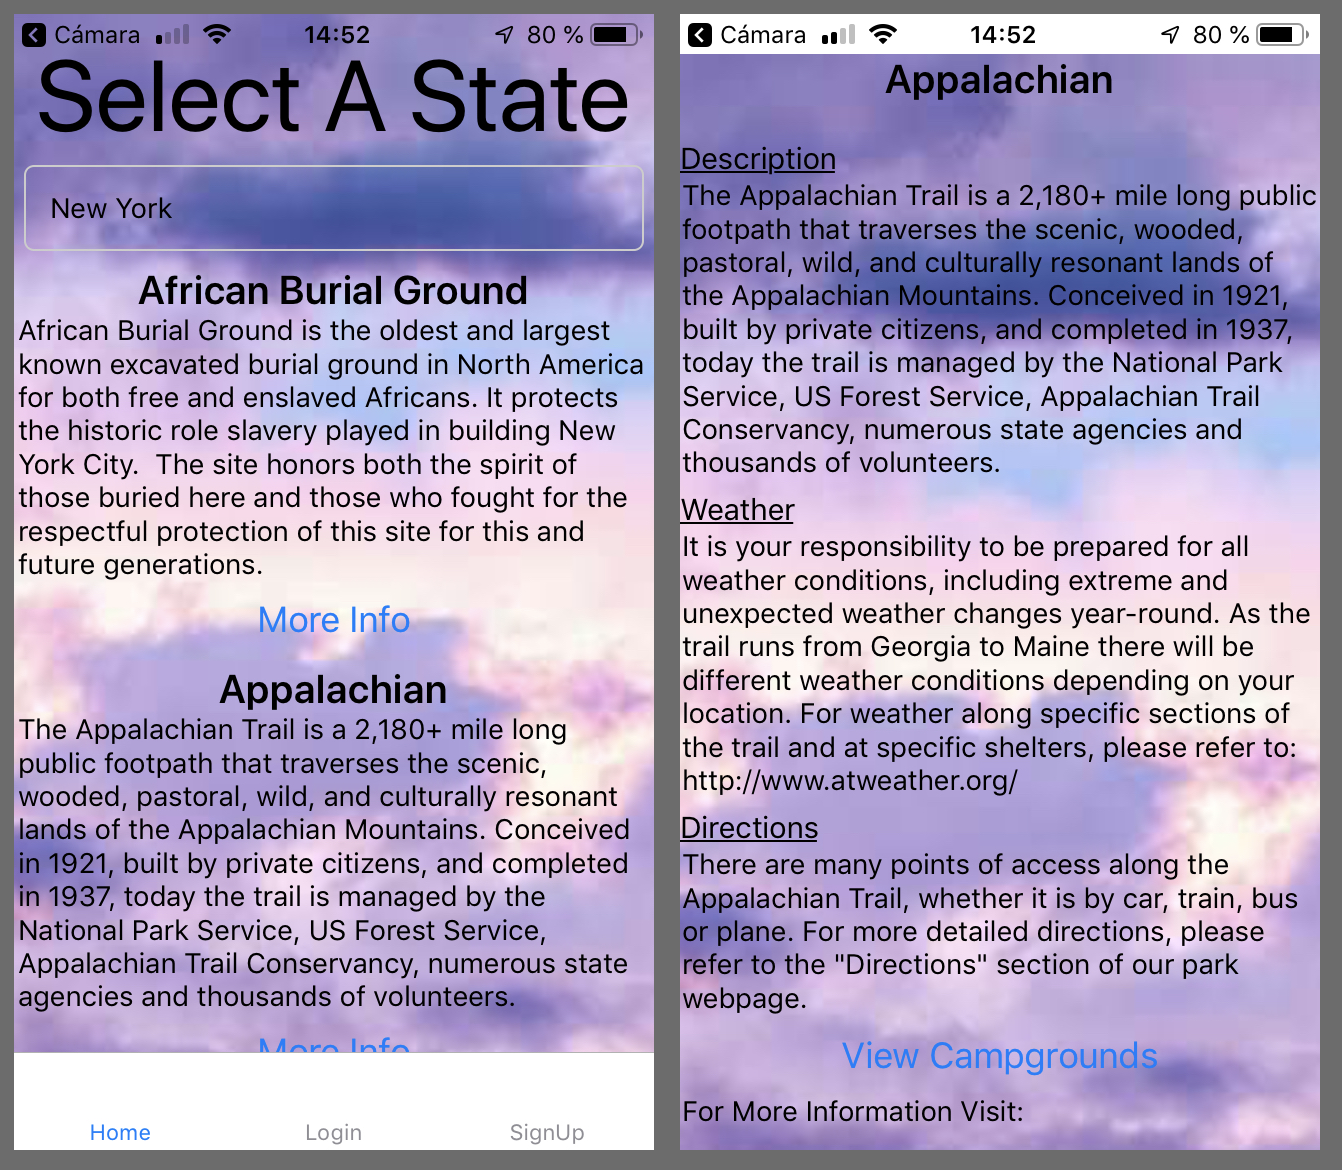 Cámara 14:52 80 %
Select A State
New York
African Burial Ground
African Burial Ground is the oldest and largest
known excavated burial ground in North America
for both free and enslaved Africans. It protects
the historic role slavery played in building New
York City.  The site honors both the spirit of
those buried here and those who fought for the
respectful protection of this site for this and
future generations.
More Info
Appalachian
The Appalachian Trail is a 2,180+ mile long
public footpath that traverses the scenic,
wooded, pastoral, wild, and culturally resonant
lands of the Appalachian Mountains. Conceived
in 1921, built by private citizens, and completed
in 1937, today the trail is managed by the
National Park Service, US Forest Service,
Appalachian Trail Conservancy, numerous state
agencies and thousands of volunteers.
More Info
Home Login SignUp
Cámara 14:52 80 %
Appalachian
Description
The Appalachian Trail is a 2,180+ mile long public
footpath that traverses the scenic, wooded,
pastoral, wild, and culturally resonant lands of
the Appalachian Mountains. Conceived in 1921,
built by private citizens, and completed in 1937,
today the trail is managed by the National Park
Service, US Forest Service, Appalachian Trail
Conservancy, numerous state agencies and
thousands of volunteers.
Weather
It is your responsibility to be prepared for all
weather conditions, including extreme and
unexpected weather changes year-round. As the
trail runs from Georgia to Maine there will be
different weather conditions depending on your
location. For weather along specific sections of
the trail and at specific shelters, please refer to:
http://www.atweather.org/
Directions
There are many points of access along the
Appalachian Trail, whether it is by car, train, bus
or plane. For more detailed directions, please
refer to the "Directions" section of our park
webpage.
View Campgrounds
For More Information Visit: